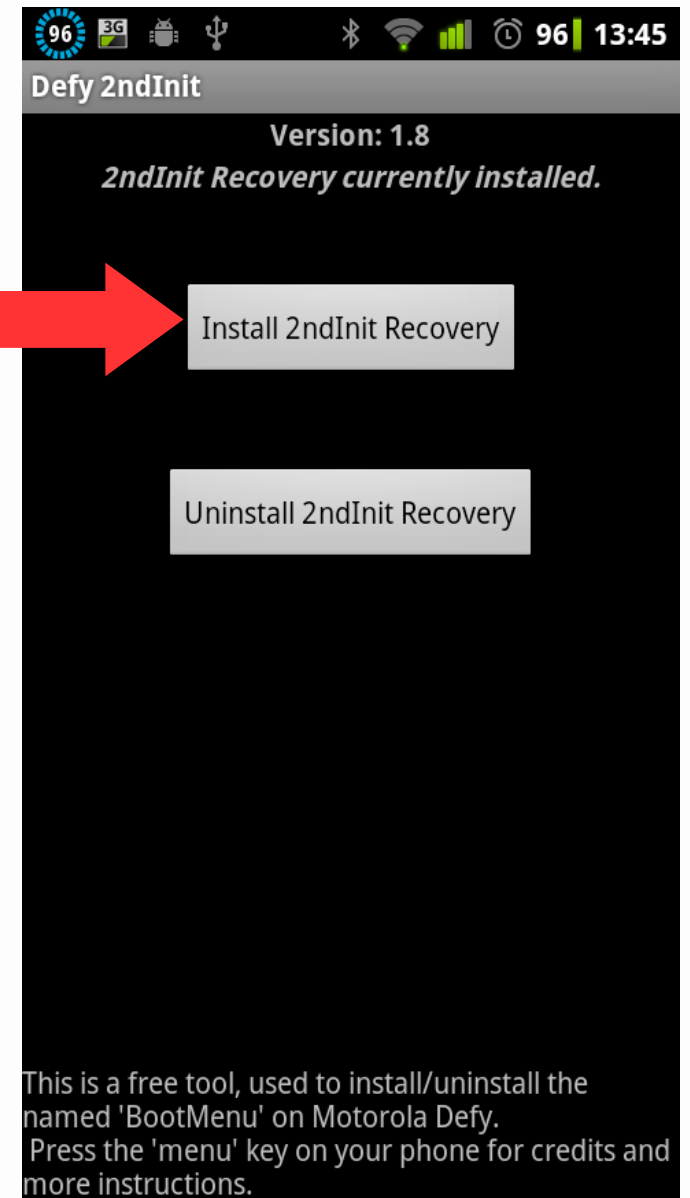 96 3G 96 13:45
Defy 2ndInit
Version: 1.8
2ndInit Recovery currently installed.
Install 2ndInit Recovery
Uninstall 2ndInit Recovery
This is a free tool, used to install/uninstall the
named 'BootMenu' on Motorola Defy.
Press the 'menu' key on your phone for credits and
more instructions.